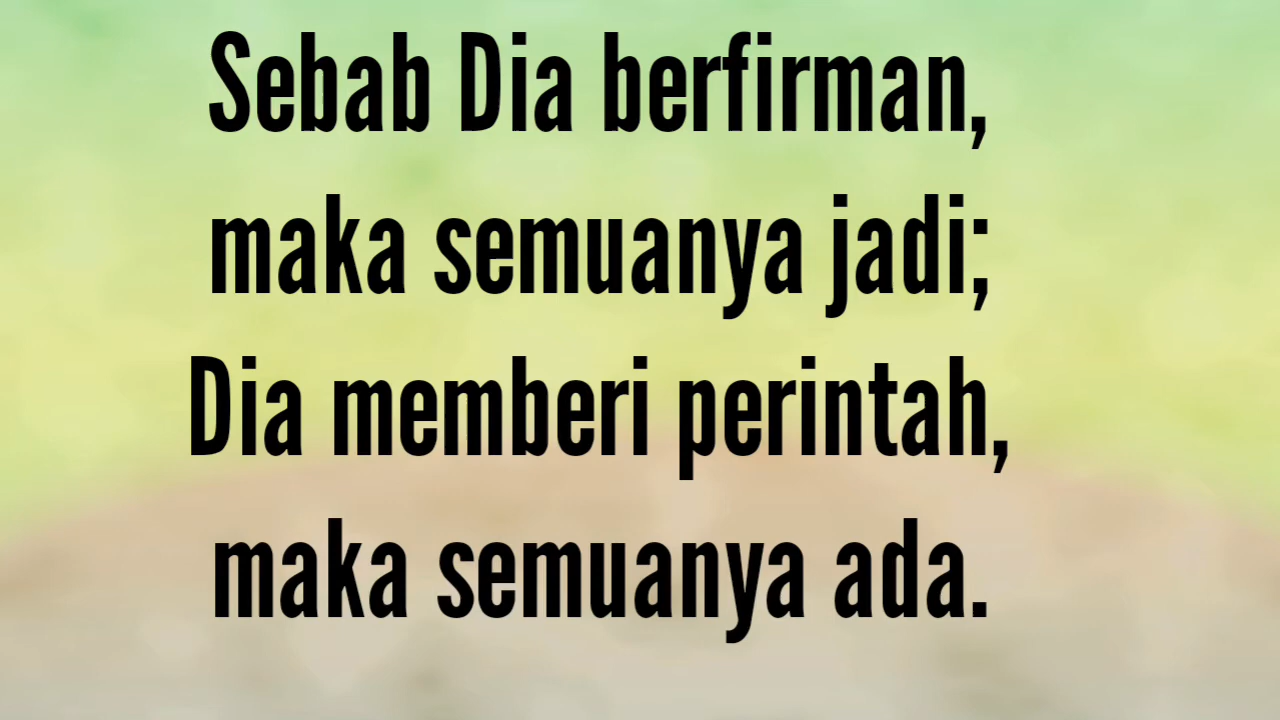 Sebab Dia berfirman,
maka semuanya jadi;
Dia memberi perintah,
maka semuanya ada.